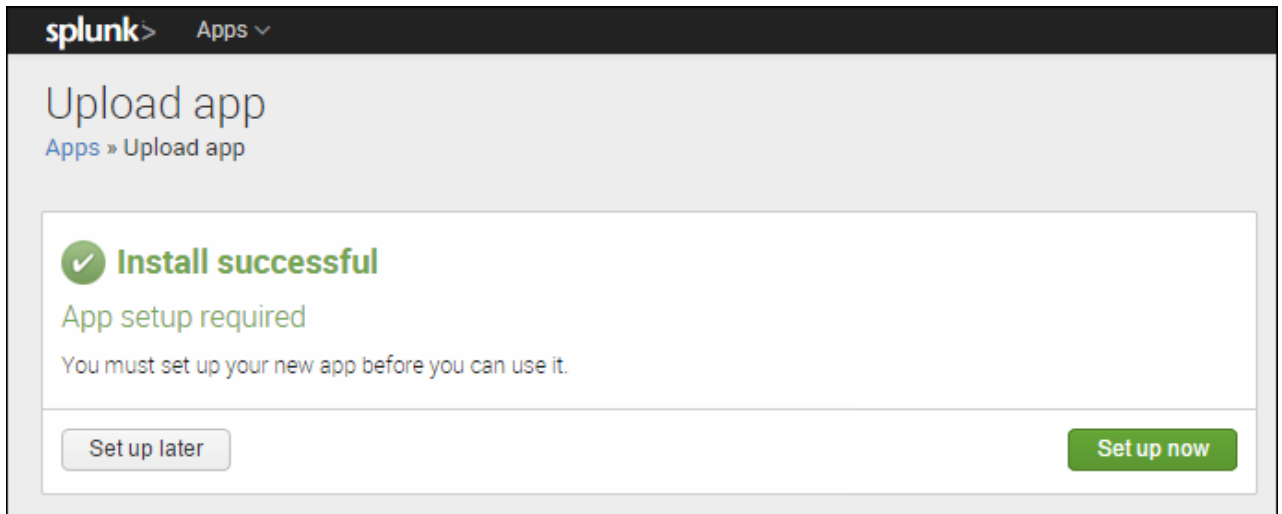 splunk> Apps
Upload app
Apps » Upload app
Install successful
App setup required
You must set up your new app before you can use it.
Set up later Set up now